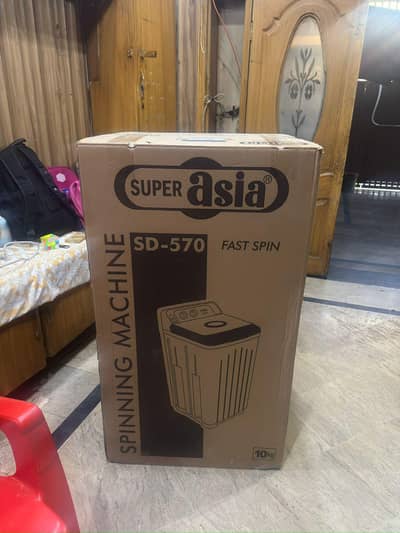 SUPER asia®
SD-570 FAST SPIN
SPINNING MACHINE
10kg